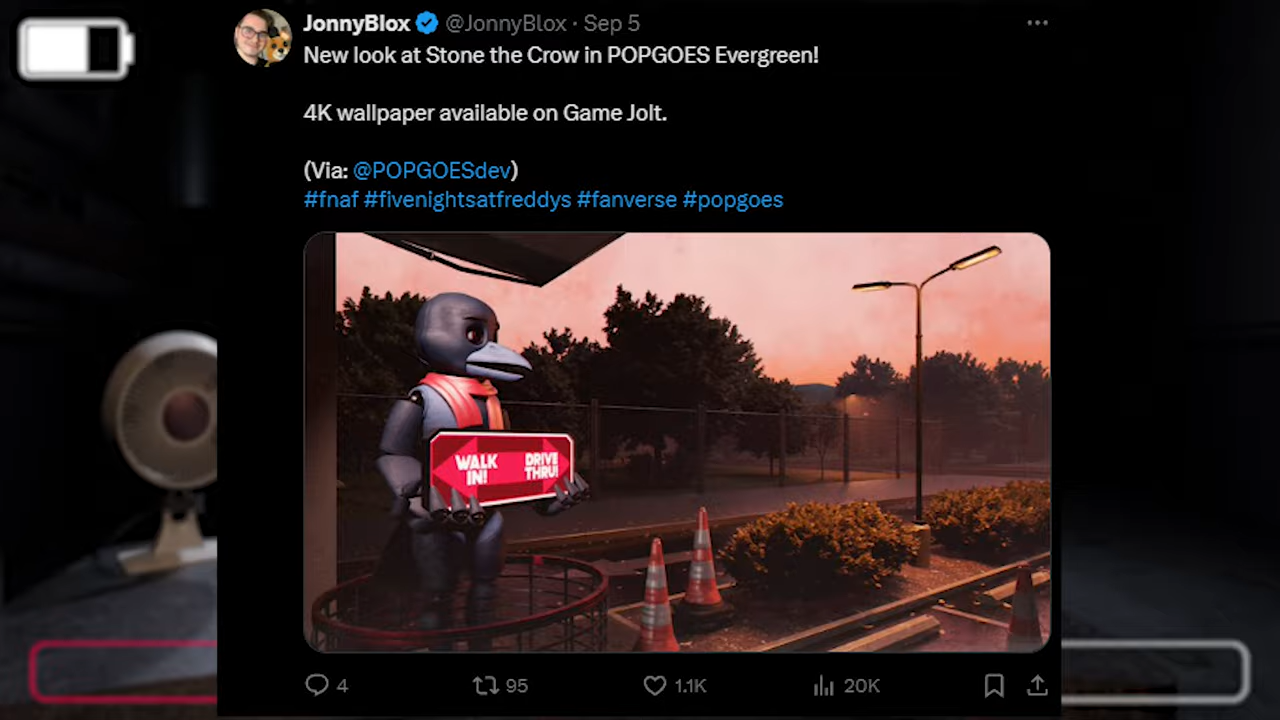 JonnyBlox @JonnyBlox · Sep 5
New look at Stone the Crow in POPGOES Evergreen!
4K wallpaper available on Game Jolt.
(Via: @POPGOESdev)
#fnaf #fivenightsatfreddys #fanverse #popgoes
WALK DRIVE
IN! THRU!
4 95 1.1K 20K